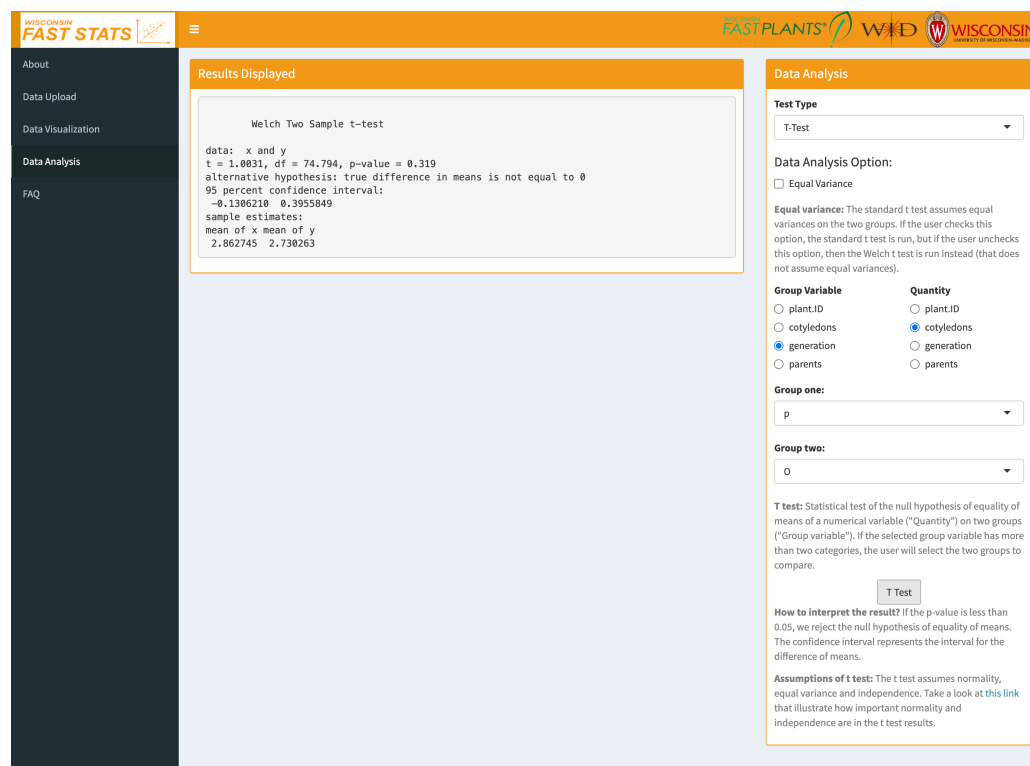 WISCONSIN
FAST STATS
WISCONSIN
FAST PLANTS®
WID
W
WISCONSIN
UNIVERSITY OF WISCONSIN–MADISON
About
Data Upload
Data Visualization
Data Analysis
FAQ
Results Displayed
Welch Two Sample t-test
data: x and y
t = 1.0031, df = 74.794, p-value = 0.319
alternative hypothesis: true difference in means is not equal to 0
95 percent confidence interval:
-0.1306210 0.3955849
sample estimates:
mean of x mean of y
2.862745 2.730263
Data Analysis
Test Type
T-Test
Data Analysis Option:
Equal Variance
Equal variance: The standard t test assumes equal
variances on the two groups. If the user checks this
option, the standard t test is run, but if the user unchecks
this option, then the Welch t test is run instead (that does
not assume equal variances).
Group Variable Quantity
plant.ID plant.ID
cotyledons cotyledons
generation generation
parents parents
Group one:
p
Group two:
O
T test: Statistical test of the null hypothesis of equality of
means of a numerical variable ("Quantity") on two groups
("Group variable"). If the selected group variable has more
than two categories, the user will select the two groups to
compare.
T Test
How to interpret the result? If the p-value is less than
0.05, we reject the null hypothesis of equality of means.
The confidence interval represents the interval for the
difference of means.
Assumptions of t test: The t test assumes normality,
equal variance and independence. Take a look at this link
that illustrate how important normality and
independence are in the t test results.